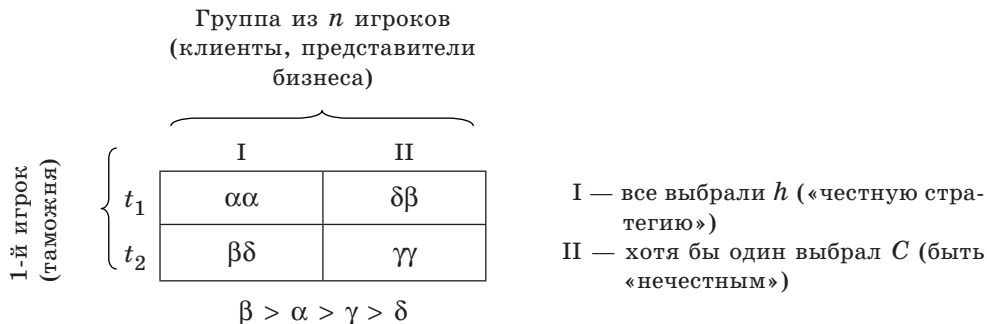 Группа из n игроков
(клиенты, представители
бизнеса)
I II
1-й игрок
(таможня)
t1 αα δβ
t2 βδ γγ
β > α > γ > δ
I — все выбрали h («честную стра-
тегию»)
II — хотя бы один выбрал C (быть
«нечестным»)